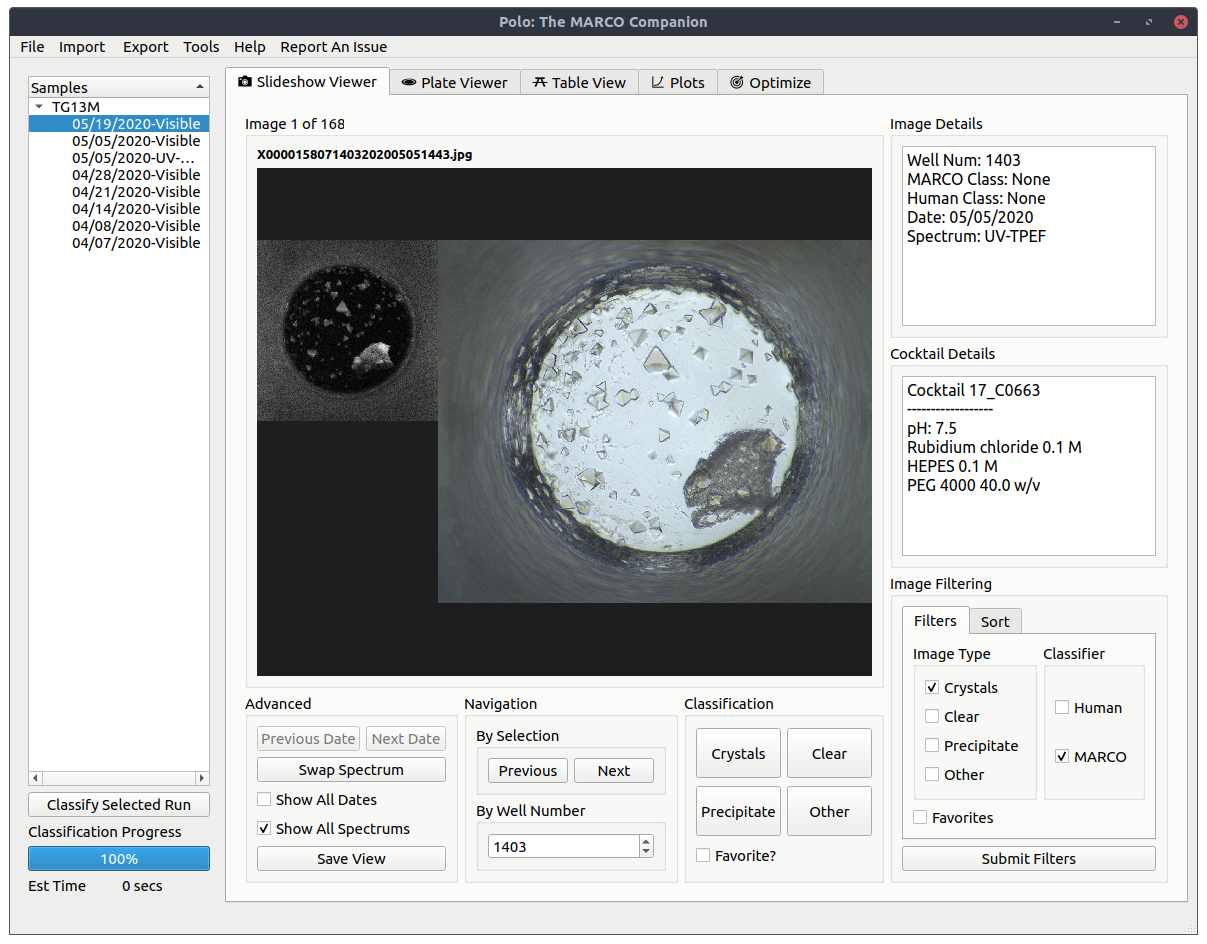 Polo: The MARCO Companion
File Import Export Tools Help Report An Issue
Samples
TG13M
05/19/2020-Visible
05/05/2020-Visible
05/05/2020-UV-...
04/28/2020-Visible
04/21/2020-Visible
04/14/2020-Visible
04/08/2020-Visible
04/07/2020-Visible
Classify Selected Run
Classification Progress
100%
Est Time 0 secs
Slideshow Viewer Plate Viewer Table View Plots Optimize
Image 1 of 168
X0000158071403202005051443.jpg
Advanced
Previous Date Next Date
Swap Spectrum
Show All Dates
Show All Spectrums
Save View
Navigation
By Selection
Previous Next
By Well Number
1403
Classification
Crystals Clear
Precipitate Other
Favorite?
Image Details
Well Num: 1403
MARCO Class: None
Human Class: None
Date: 05/05/2020
Spectrum: UV-TPEF
Cocktail Details
Cocktail 17_C0663
------------------
pH: 7.5
Rubidium chloride 0.1 M
HEPES 0.1 M
PEG 4000 40.0 w/v
Image Filtering
Filters Sort
Image Type
Crystals
Clear
Precipitate
Other
Classifier
Human
MARCO
Favorites
Submit Filters